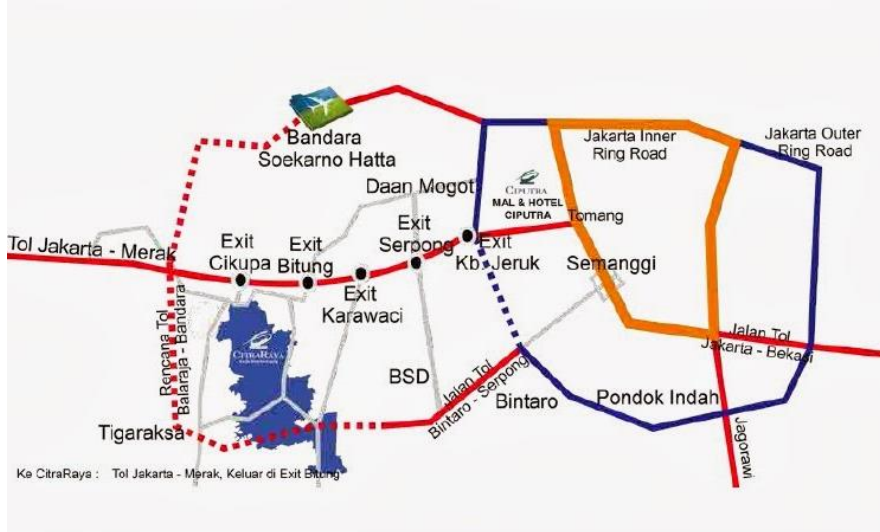 Bandara
Soekarno Hatta
Jakarta Inner
Ring Road
Jakarta Outer
Ring Road
Daan Mogot
CIPUTRA
MAL & HOTEL
CIPUTRA
Tomang
Tol Jakarta - Merak
Exit
Cikupa
Exit
Bitung
Exit
Karawaci
Exit
Serpong
Exit
Kb. Jeruk
Semanggi
Rencana Tol
Balaraja - Bandara
CITRARAYA
BSD
Jalan Tol
Bintaro - Serpong
Jalan Tol
Jakarta - Bekasi
Bintaro
Pondok Indah
Jagorawi
Tigaraksa
Ke CitraRaya : Tol Jakarta - Merak, Keluar di Exit Bitung